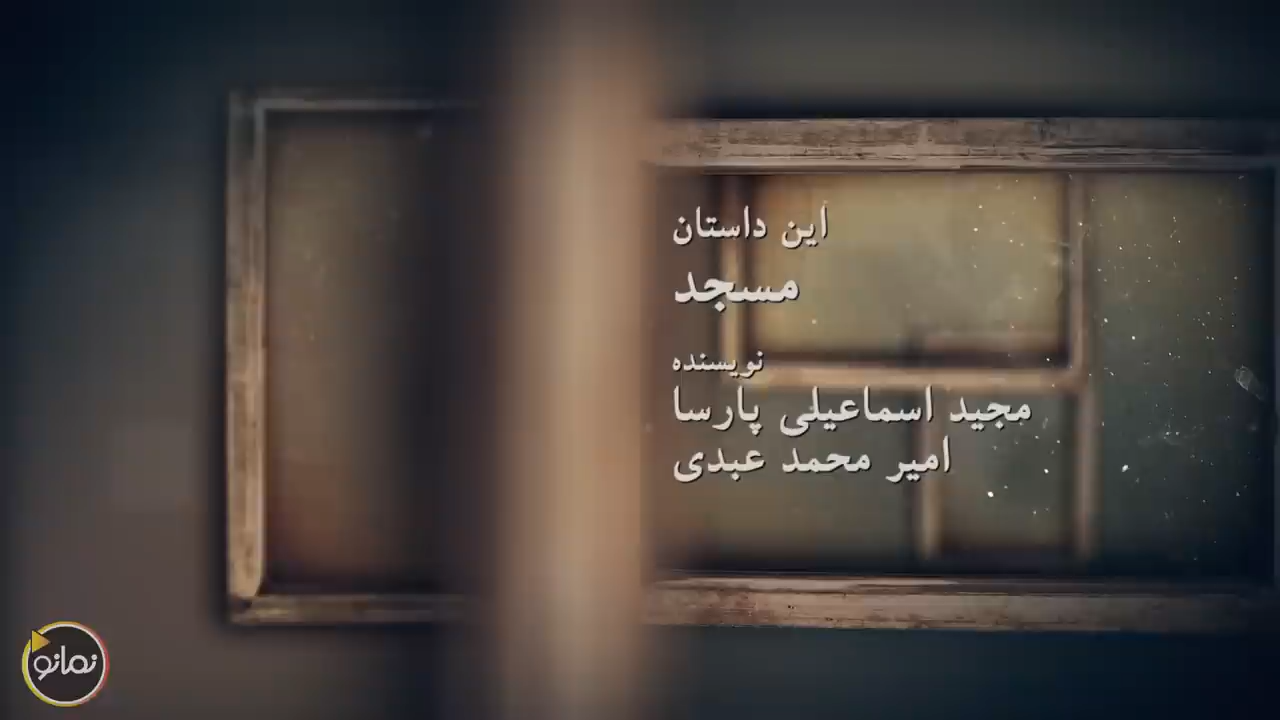 این داستان
مسجد
نویسنده
مجید اسماعیلی پارسا
امیر محمد عبدی
نمانو